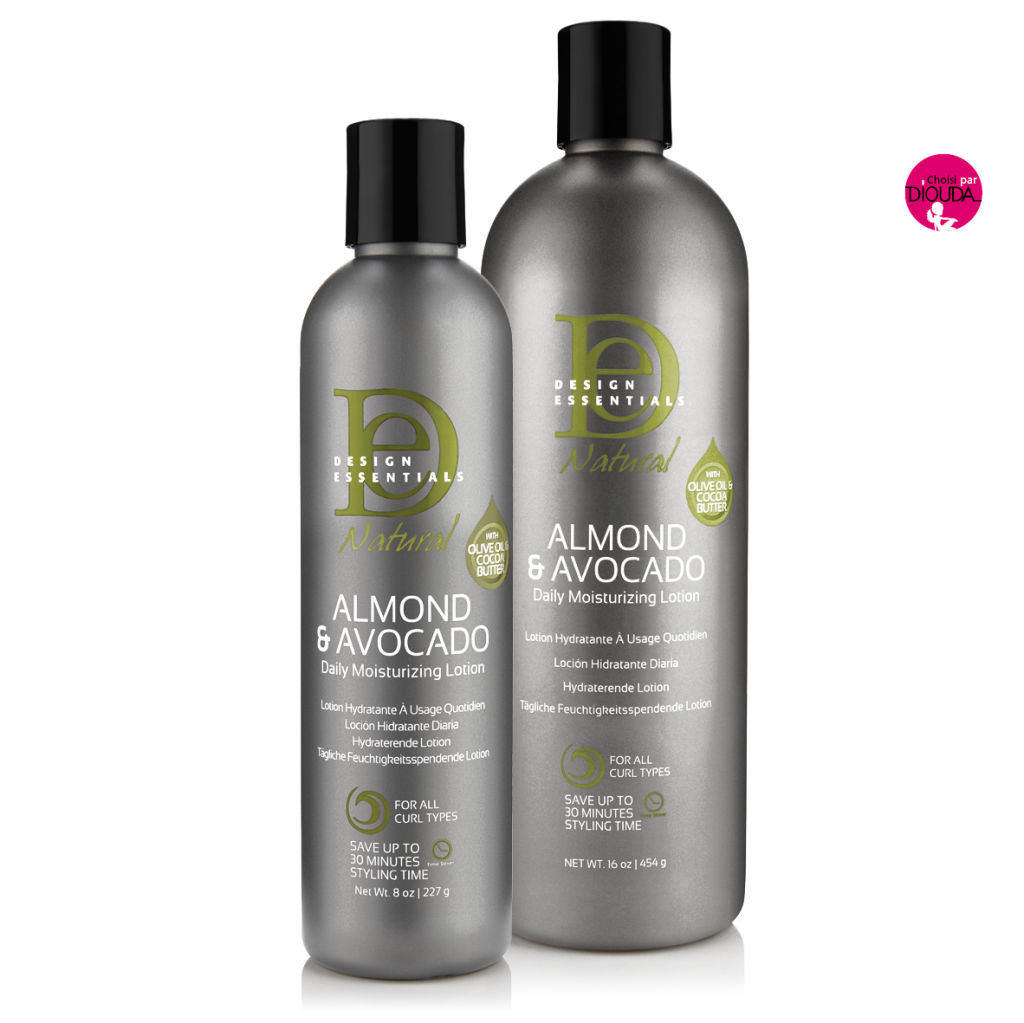 DESIGN
ESSENTIALS
Natural
WITH
OLIVE OIL &
COCOA
BUTTER
ALMOND
& AVOCADO
Daily Moisturizing Lotion
Lotion Hydratante À Usage Quotidien
Loción Hidratante Diaria
Hydraterende Lotion
Tägliche Feuchtigkeitsspendende Lotion
FOR ALL
CURL TYPES
SAVE UP TO
30 MINUTES
STYLING TIME
Time Saver
Net Wt. 8 oz | 227 g
DESIGN
ESSENTIALS.
Natural
WITH
OLIVE OIL &
COCOA
BUTTER
ALMOND
& AVOCADO
Daily Moisturizing Lotion
Lotion Hydratante À Usage Quotidien
Loción Hidratante Diaria
Hydraterende Lotion
Tägliche Feuchtigkeitsspendende Lotion
FOR ALL
CURL TYPES
SAVE UP TO
30 MINUTES
STYLING TIME
Time Saver
NET WT. 16 oz | 454 g
Choisi par
DIOUDA